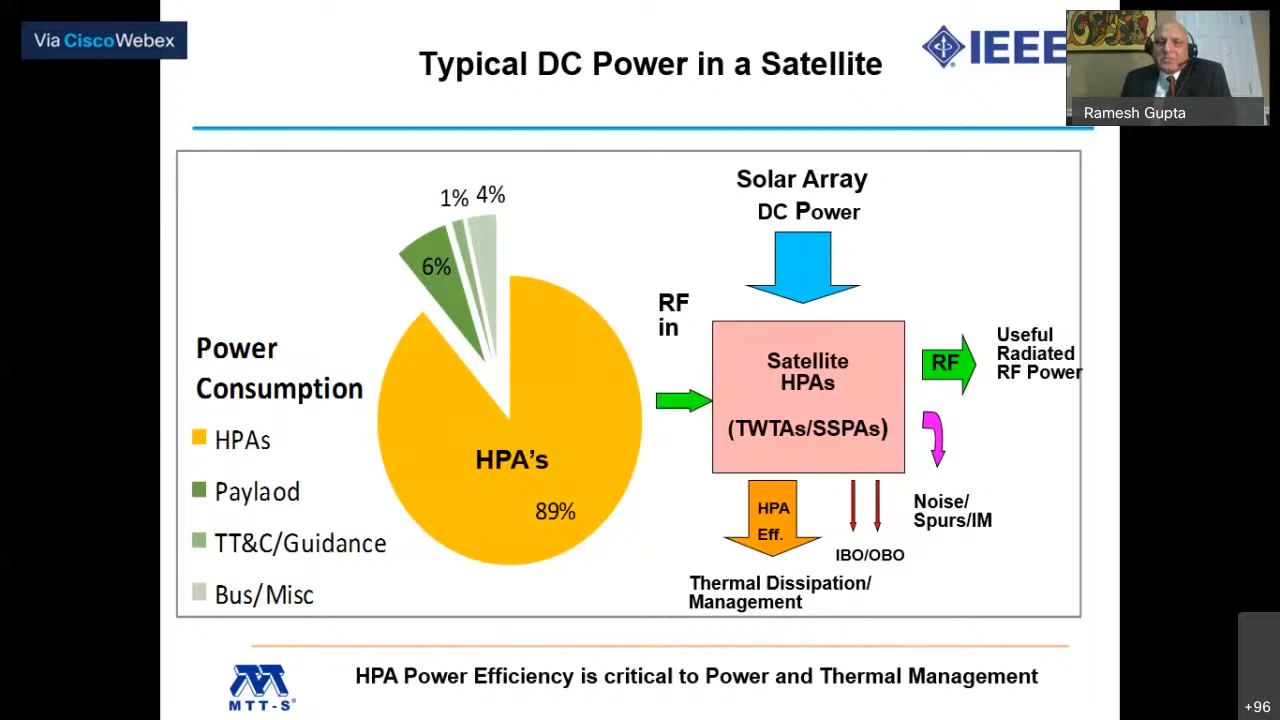 Via CiscoWebex
Typical DC Power in a Satellite
IEEE
Ramesh Gupta
1% 4%
6%
Power
Consumption
HPAs
Paylaod
TT&C/Guidance
Bus/Misc
HPA's
89%
Solar Array
DC Power
RF
in
Satellite
HPAs
(TWTAs/SSPAs)
RF
Useful
Radiated
RF Power
HPA
Eff.
IBO/OBO
Noise/
Spurs/IM
Thermal Dissipation/
Management
MTT-S®
HPA Power Efficiency is critical to Power and Thermal Management
+96